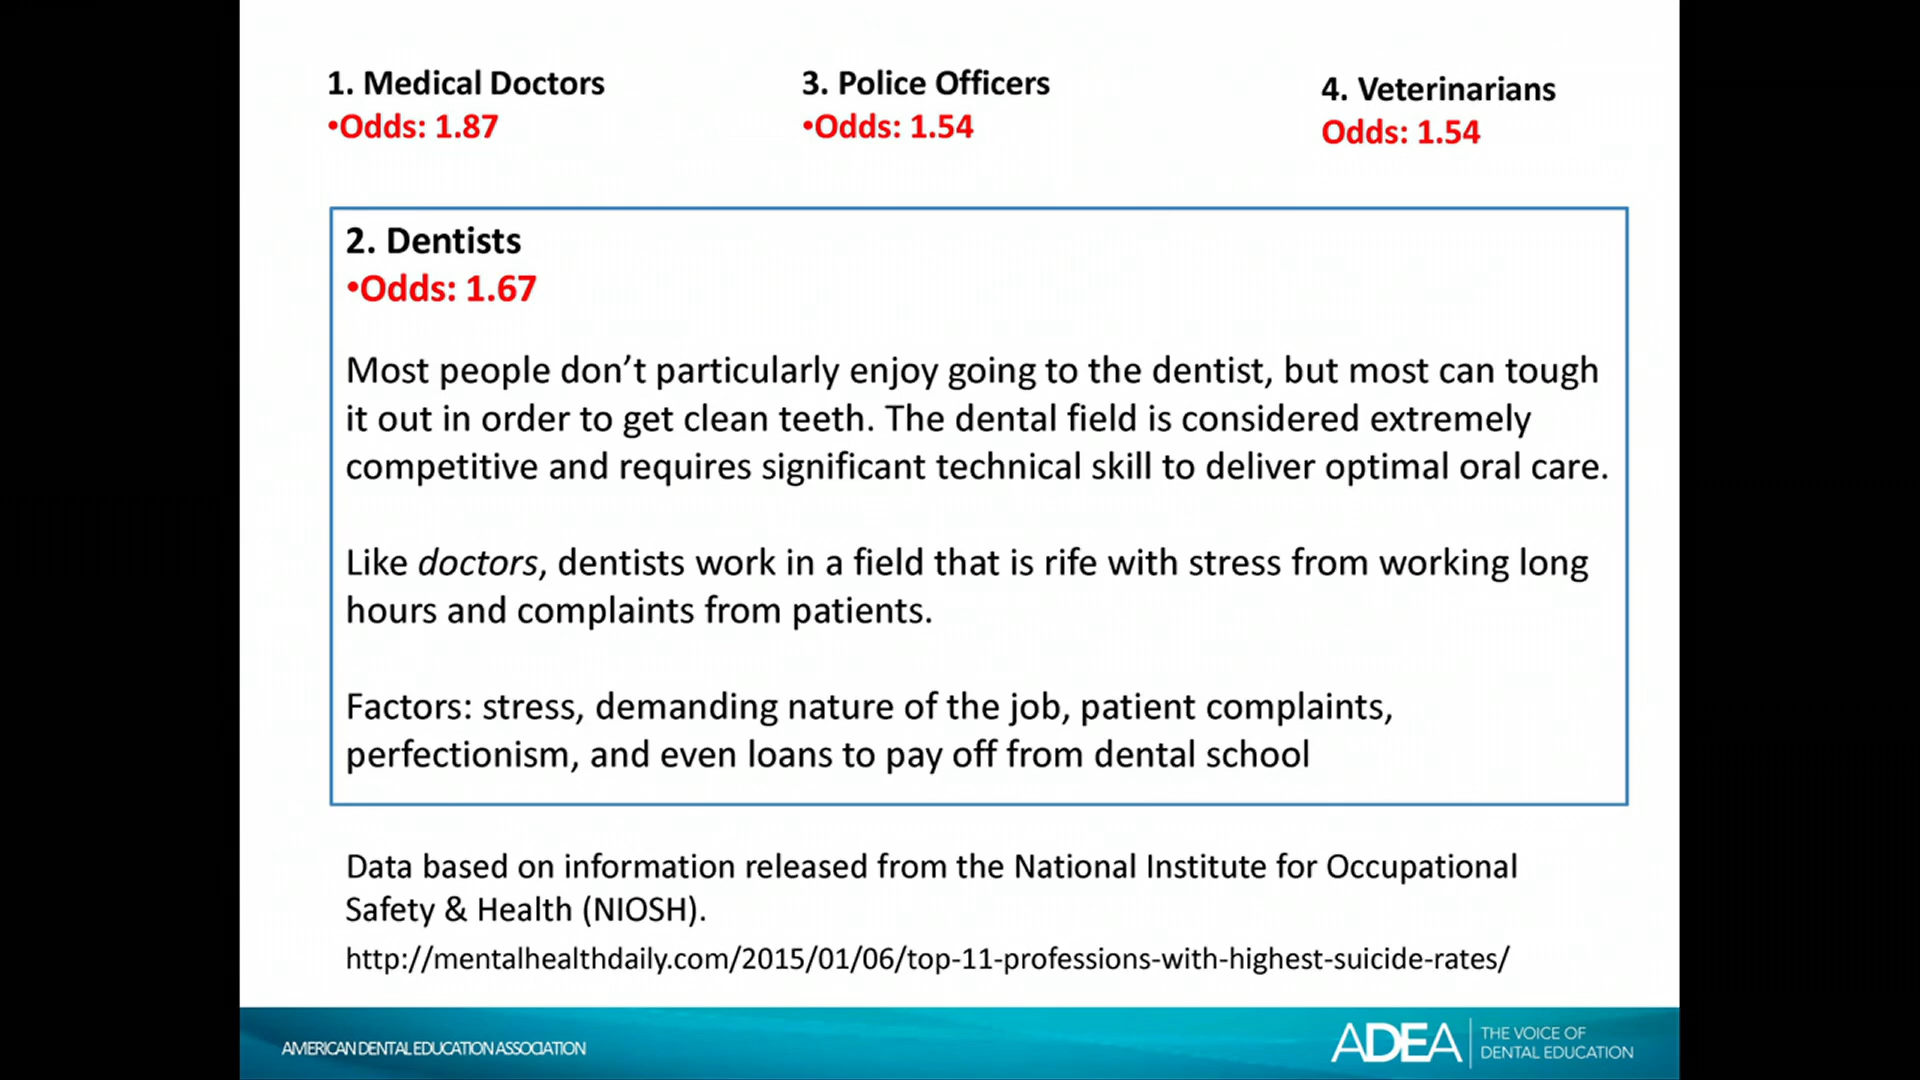 1. Medical Doctors
•Odds: 1.87
3. Police Officers
•Odds: 1.54
4. Veterinarians
Odds: 1.54
2. Dentists
•Odds: 1.67
Most people don’t particularly enjoy going to the dentist, but most can tough
it out in order to get clean teeth. The dental field is considered extremely
competitive and requires significant technical skill to deliver optimal oral care.
Like doctors, dentists work in a field that is rife with stress from working long
hours and complaints from patients.
Factors: stress, demanding nature of the job, patient complaints,
perfectionism, and even loans to pay off from dental school
Data based on information released from the National Institute for Occupational
Safety & Health (NIOSH).
http://mentalhealthdaily.com/2015/01/06/top-11-professions-with-highest-suicide-rates/
AMERICAN DENTAL EDUCATION ASSOCIATION
ADEA
THE VOICE OF
DENTAL EDUCATION